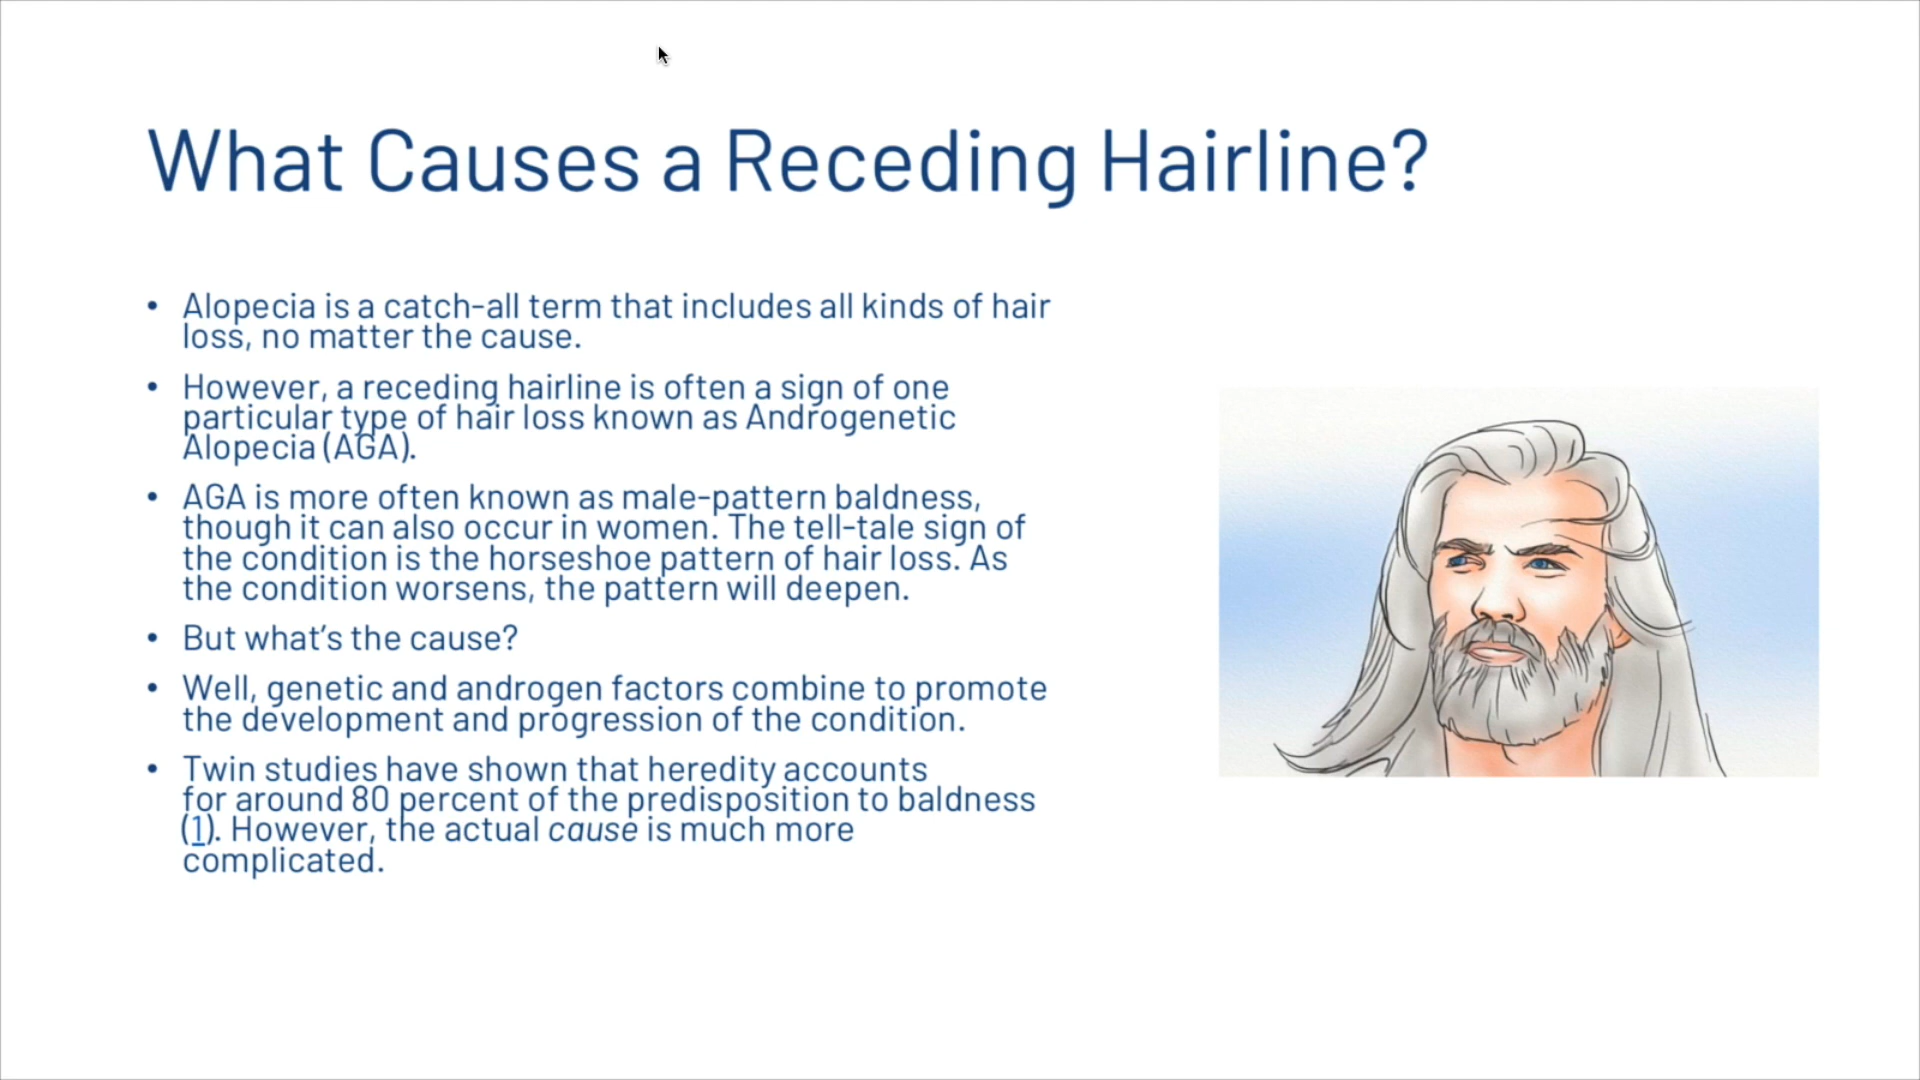 What Causes a Receding Hairline?
• Alopecia is a catch-all term that includes all kinds of hair
loss, no matter the cause.
• However, a receding hairline is often a sign of one
particular type of hair loss known as Androgenetic
Alopecia (AGA).
• AGA is more often known as male-pattern baldness,
though it can also occur in women. The tell-tale sign of
the condition is the horseshoe pattern of hair loss. As
the condition worsens, the pattern will deepen.
• But what’s the cause?
• Well, genetic and androgen factors combine to promote
the development and progression of the condition.
• Twin studies have shown that heredity accounts
for around 80 percent of the predisposition to baldness
(1). However, the actual cause is much more
complicated.